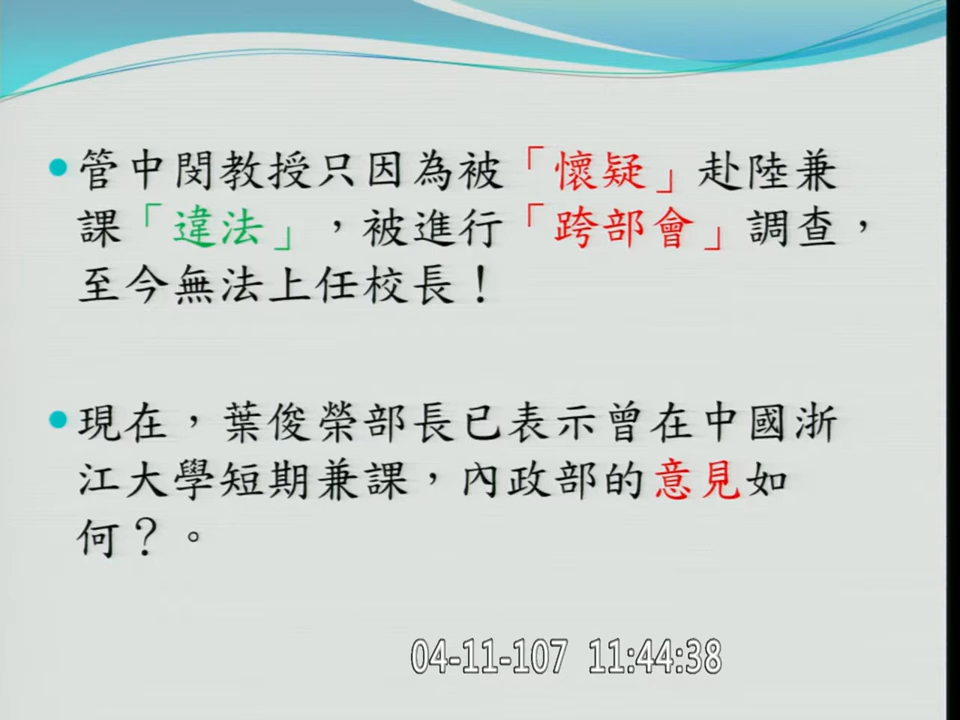 管中閔教授只因為被「懷疑」赴陸兼
課「違法」，被進行「跨部會」調查，
至今無法上任校長！
現在，葉俊榮部長已表示曾在中國浙
江大學短期兼課，內政部的意見如
何？。
04-11-107 11:44:38